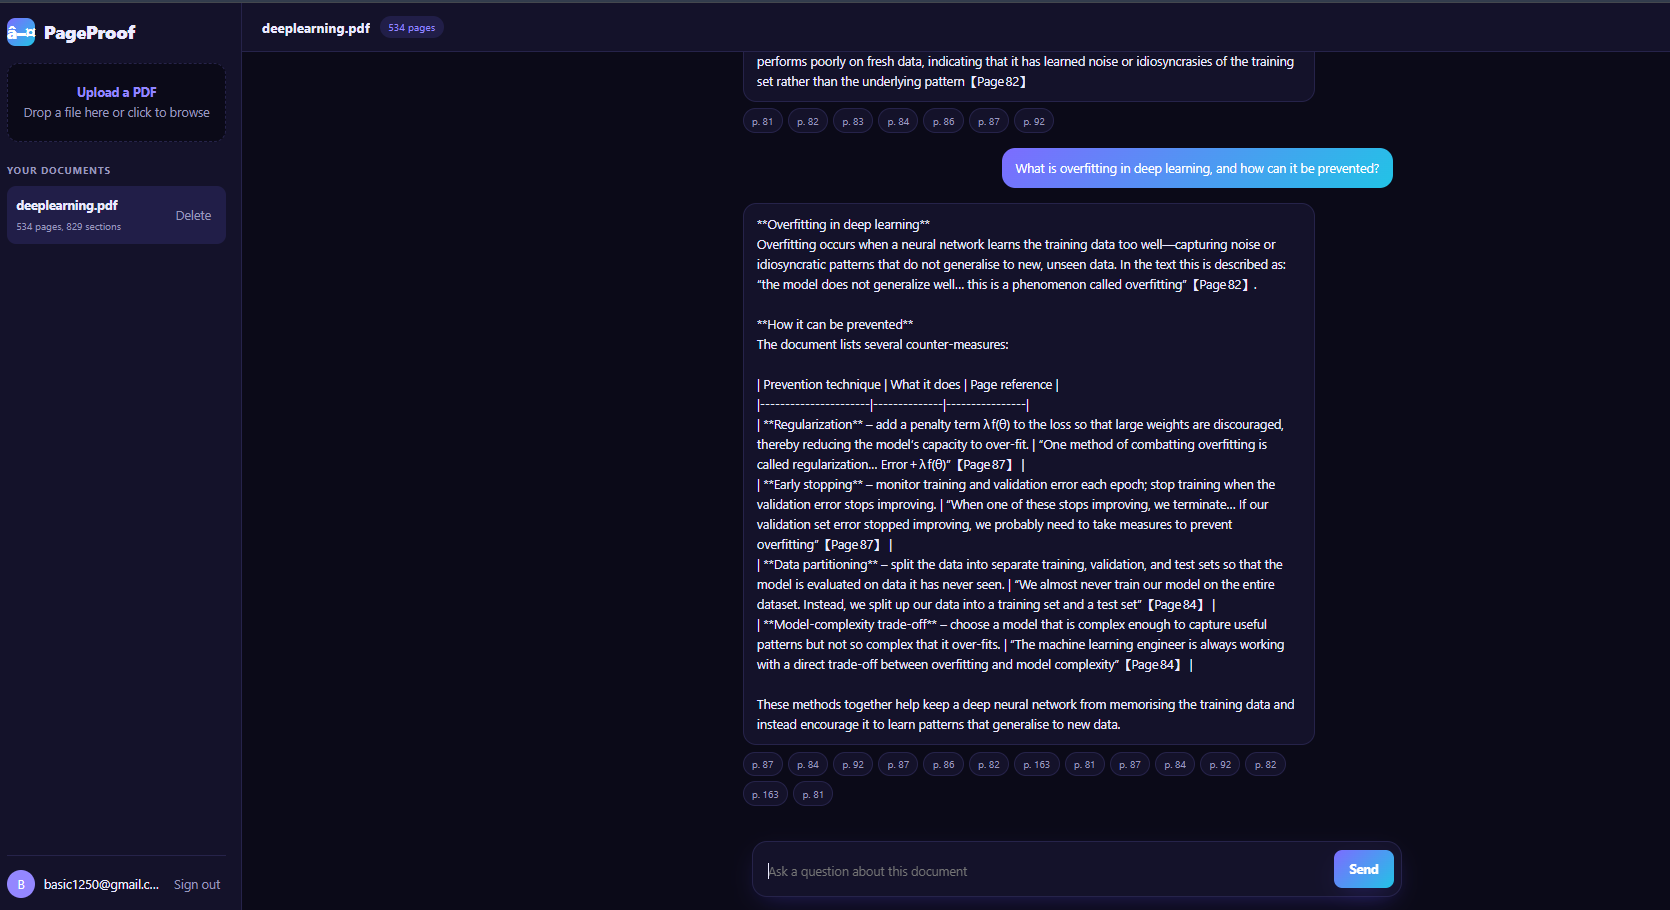 â—¤ PageProof
Upload a PDF
Drop a file here or click to browse
YOUR DOCUMENTS
deeplearning.pdf
534 pages, 829 sections
Delete
B basic1250@gmail.c... Sign out
deeplearning.pdf 534 pages
performs poorly on fresh data, indicating that it has learned noise or idiosyncrasies of the training
set rather than the underlying pattern【Page 82】
p. 81 p. 82 p. 83 p. 84 p. 86 p. 87 p. 92
What is overfitting in deep learning, and how can it be prevented?
**Overfitting in deep learning**
Overfitting occurs when a neural network learns the training data too well—capturing noise or
idiosyncratic patterns that do not generalise to new, unseen data. In the text this is described as:
“the model does not generalize well… this is a phenomenon called overfitting”【Page 82】.
**How it can be prevented**
The document lists several counter-measures:
| Prevention technique | What it does | Page reference |
|----------------------|--------------|----------------|
| **Regularization** – add a penalty term λ f(θ) to the loss so that large weights are discouraged,
thereby reducing the model’s capacity to over-fit. | “One method of combatting overfitting is
called regularization… Error + λ f(θ)”【Page 87】 |
| **Early stopping** – monitor training and validation error each epoch; stop training when the
validation error stops improving. | “When one of these stops improving, we terminate… If our
validation set error stopped improving, we probably need to take measures to prevent
overfitting”【Page 87】 |
| **Data partitioning** – split the data into separate training, validation, and test sets so that the
model is evaluated on data it has never seen. | “We almost never train our model on the entire
dataset. Instead, we split up our data into a training set and a test set”【Page 84】 |
| **Model-complexity trade-off** – choose a model that is complex enough to capture useful
patterns but not so complex that it over-fits. | “The machine learning engineer is always working
with a direct trade-off between overfitting and model complexity”【Page 84】 |
These methods together help keep a deep neural network from memorising the training data and
instead encourage it to learn patterns that generalise to new data.
p. 87 p. 84 p. 92 p. 87 p. 86 p. 82 p. 163 p. 81 p. 87 p. 84 p. 92 p. 82
p. 163 p. 81
Ask a question about this document
Send